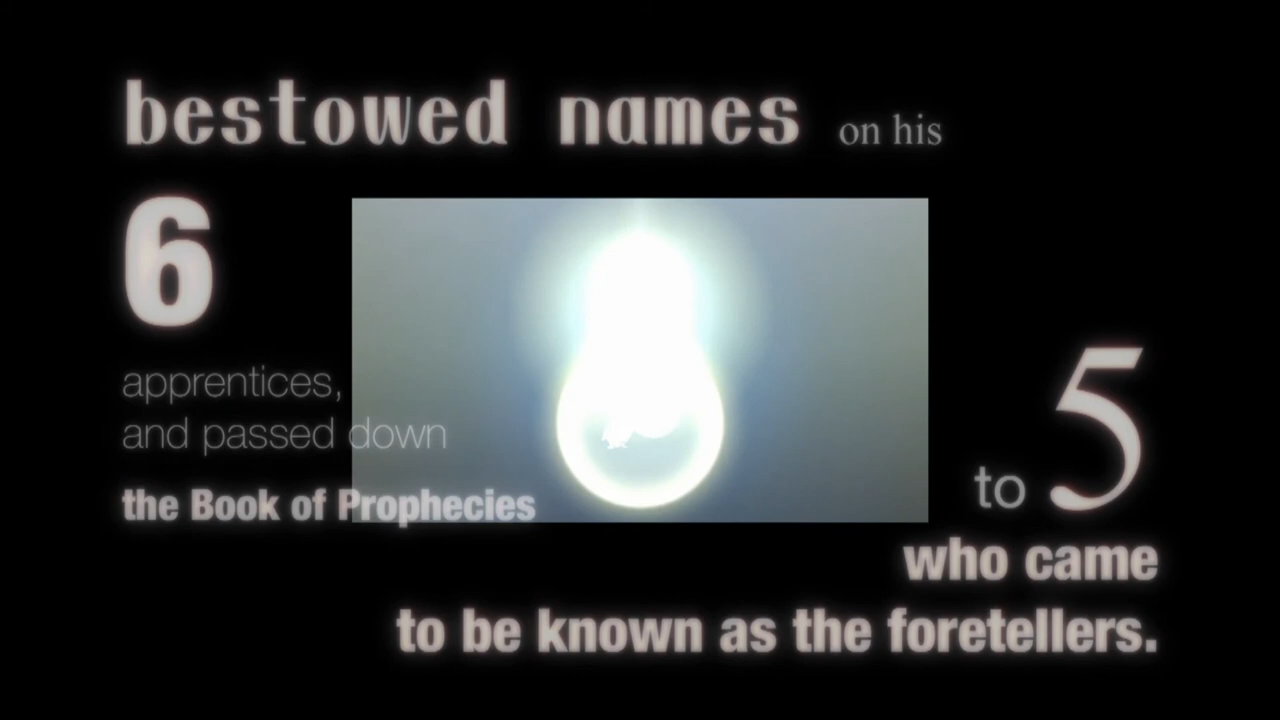 bestowed names on his
6
apprentices,
and passed down
the Book of Prophecies
to 5
who came
to be known as the foretellers.